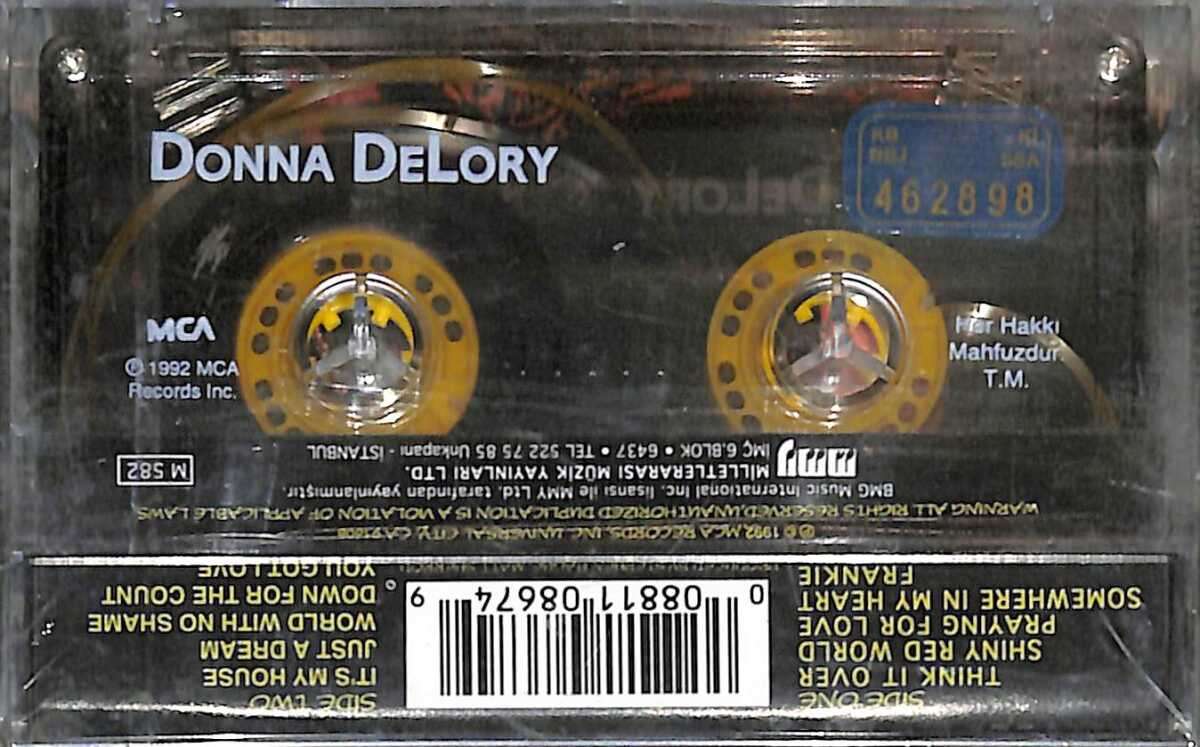 DONNA DELORY
DELORY
462898
MCA
℗ 1992 MCA
Records Inc.
Her Hakkı
Mahfuzdur.
T.M.
M 582
mmy
BMG Music International Inc. lisansı ile MMY Ltd. tarafından yayınlanmıştır.
MİLLETLERARASI MÜZİK YAYINLARI LTD.
İMÇ 6.BLOK • 6437 • TEL 522 75 85 Unkapanı - İSTANBUL
℗ © 1992 MCA RECORDS, INC. UNIVERSAL CITY, CA 91608
WARNING ALL RIGHTS RESERVED. UNAUTHORIZED DUPLICATION IS A VIOLATION OF APPLICABLE LAWS
SIDE ONE
THINK IT OVER
SHINY RED WORLD
PRAYING FOR LOVE
SOMEWHERE IN MY HEART
FRANKIE
0 08811 08674 9
SIDE TWO
IT'S MY HOUSE
JUST A DREAM
WORLD WITH NO SHAME
DOWN FOR THE COUNT
YOU GOT LOVE